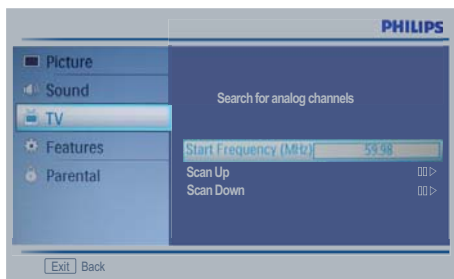 PHILIPS
Picture
Sound
TV
Features
Parental
Search for analog channels
Start Frequency (MHz) 59.98
Scan Up
Scan Down
Exit Back